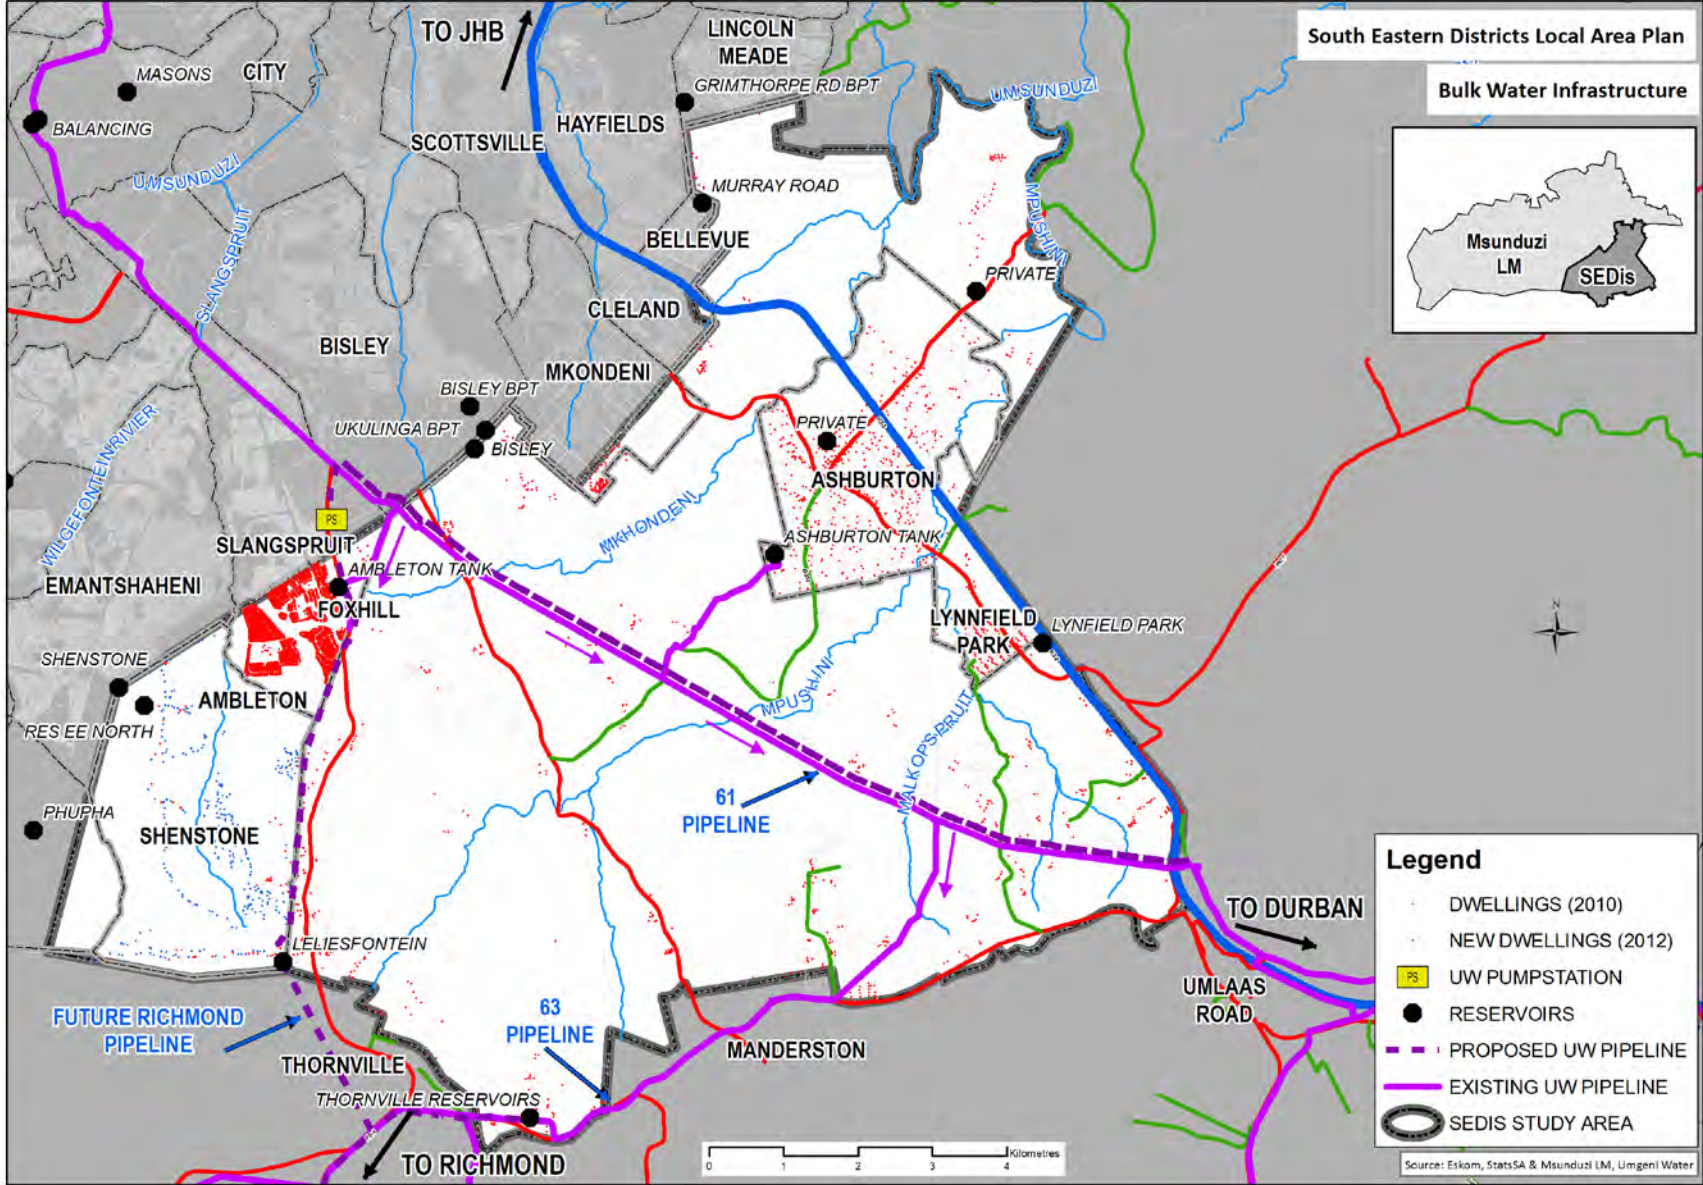 South Eastern Districts Local Area Plan
Bulk Water Infrastructure
TO JHB
LINCOLN
MEADE
MASONS
CITY
GRIMTHORPE RD BPT
UMSUNDUZI
BALANCING
SCOTTSVILLE
HAYFIELDS
UMSUNDUZI
MURRAY ROAD
MPUSHINI
SLANGSPRUIT
BELLEVUE
Msunduzi
LM
SEDis
PRIVATE
CLELAND
BISLEY
MKONDENI
BISLEY BPT
UKULINGA BPT
BISLEY
PRIVATE
ASHBURTON
WILGEFONTEINRIVIER
PS
MKHONDENI
SLANGSPRUIT
ASHBURTON TANK
EMANTSHAHENI
AMBLETON TANK
FOXHILL
LYNNFIELD
PARK
LYNFIELD PARK
N
SHENSTONE
AMBLETON
MPUSHINI
MALKOPSPRUIT
RES EE NORTH
61
PIPELINE
PHUPHA
SHENSTONE
LELIESFONTEIN
TO DURBAN
UMLAAS
ROAD
FUTURE RICHMOND
PIPELINE
63
PIPELINE
THORNVILLE
MANDERSTON
THORNVILLE RESERVOIRS
TO RICHMOND
Kilometres
0 1 2 3 4
Legend
DWELLINGS (2010)
NEW DWELLINGS (2012)
PS UW PUMPSTATION
RESERVOIRS
PROPOSED UW PIPELINE
EXISTING UW PIPELINE
SEDIS STUDY AREA
Source: Eskom, StatsSA & Msunduzi LM, Umgeni Water